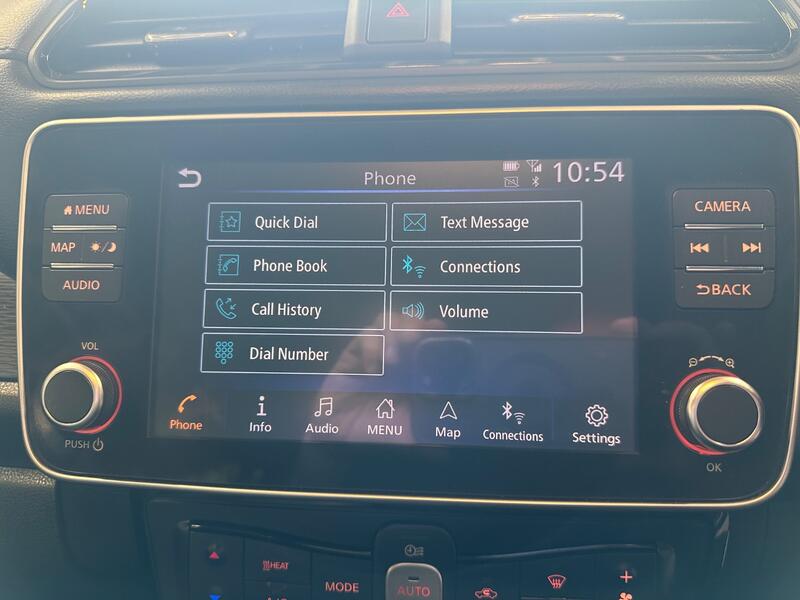 Phone
10:54
MENU
MAP
AUDIO
VOL
PUSH
Quick Dial
Text Message
Phone Book
Connections
Call History
Volume
Dial Number
Phone
Info
Audio
MENU
Map
Connections
Settings
CAMERA
BACK
OK
HEAT
MODE
AUTO